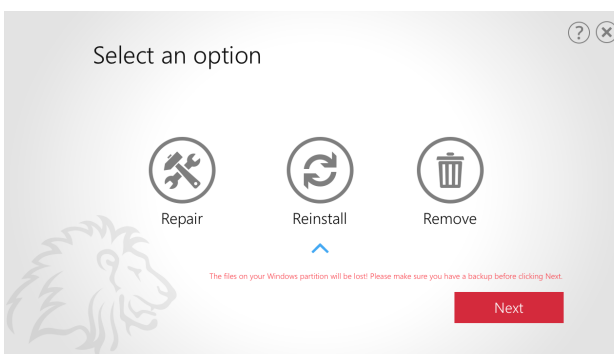 Select an option
Repair
Reinstall
Remove
The files on your Windows partition will be lost! Please make sure you have a backup before clicking Next.
Next
?